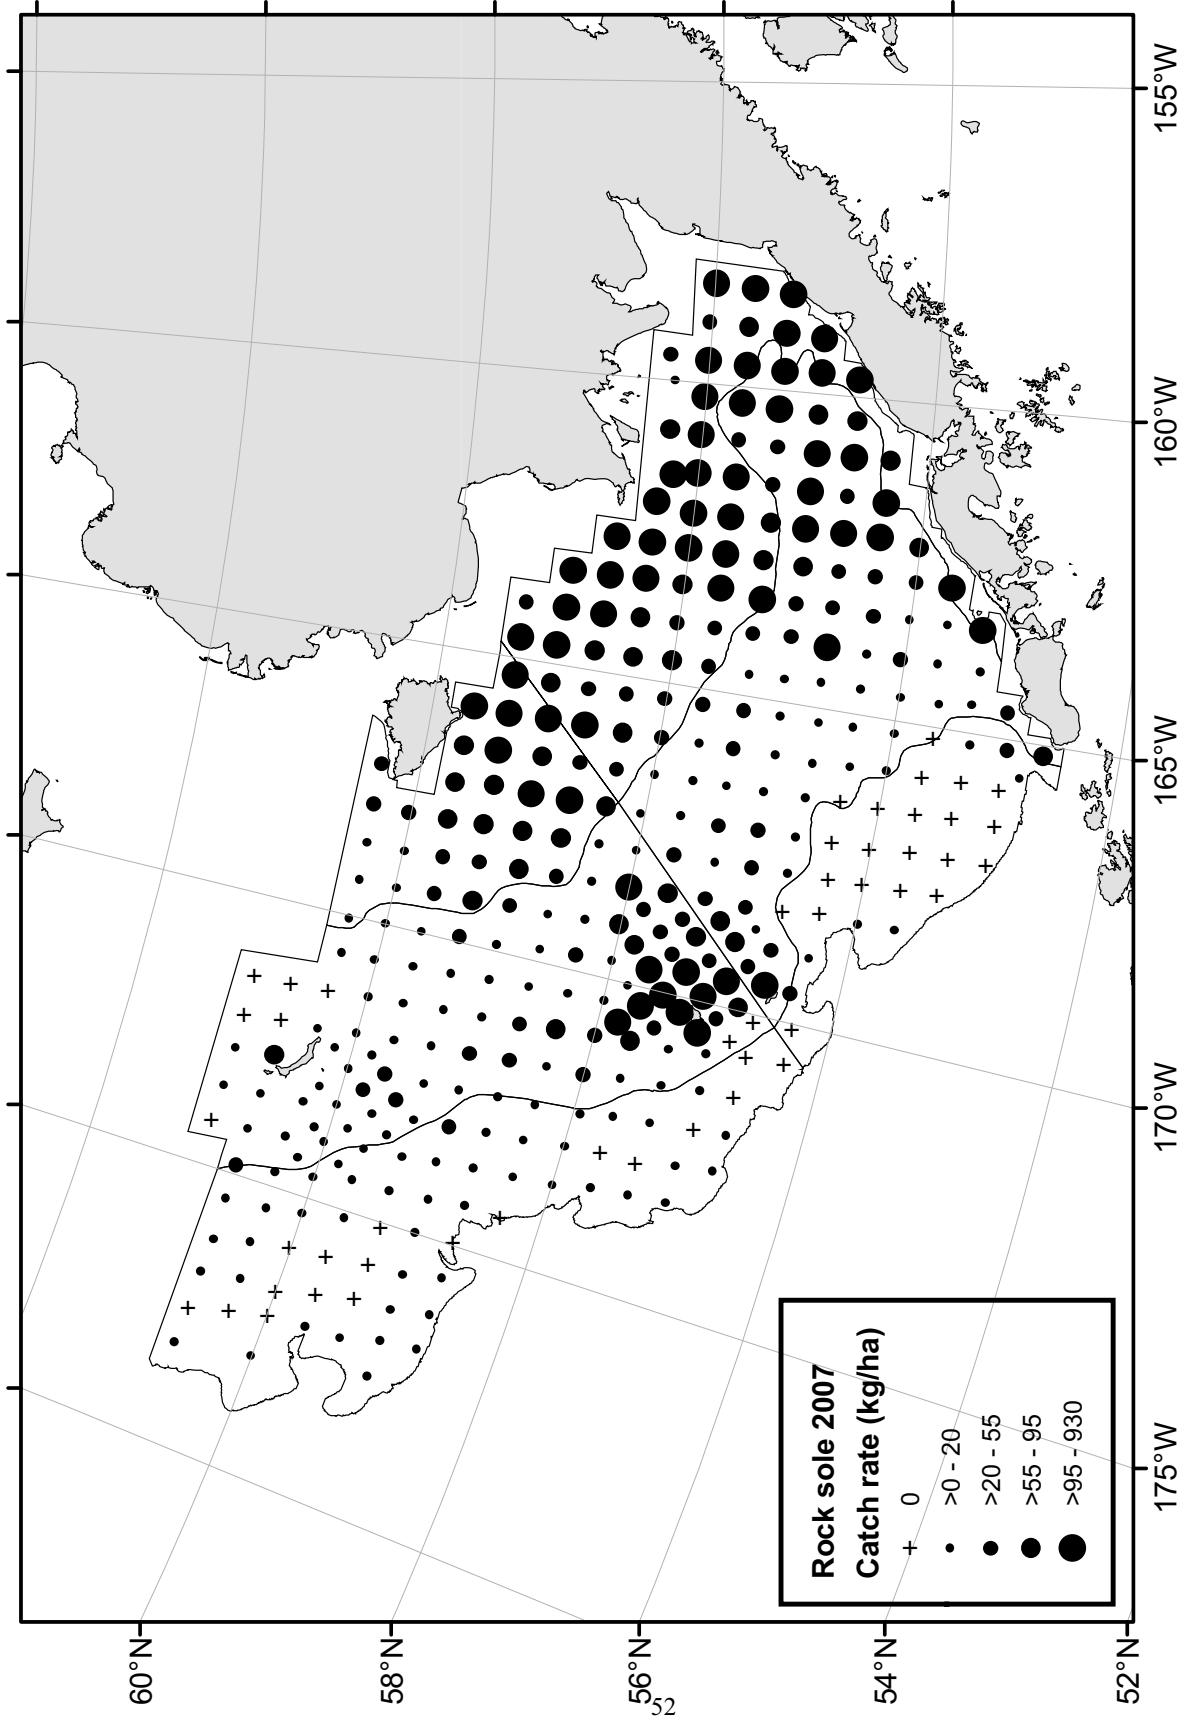 Rock sole 2007
Catch rate (kg/ha)
0
>0 - 20
>20 - 55
>55 - 95
>95 - 930
60°N
58°N
56°N
54°N
52°N
175°W
170°W
165°W
160°W
155°W
52